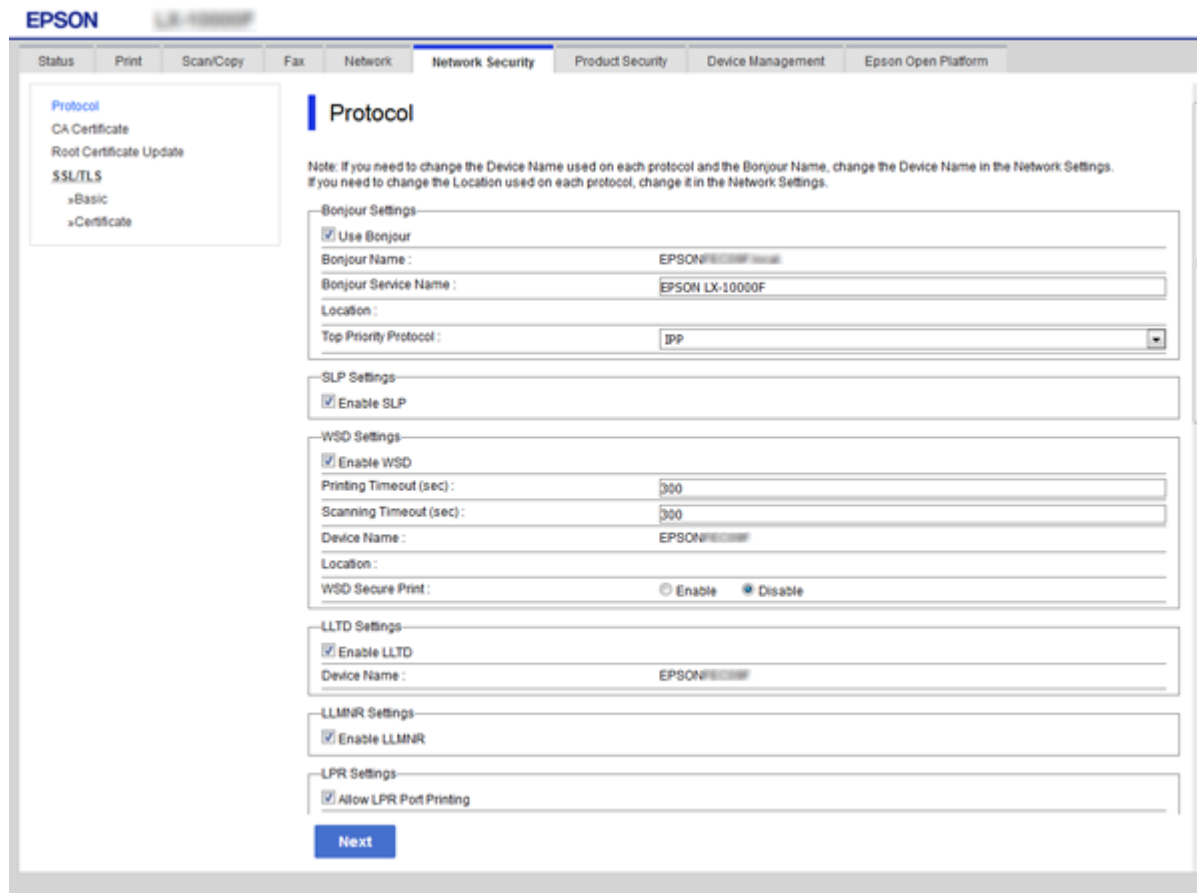 EPSON
Status Print Scan/Copy Fax Network Network Security Product Security Device Management Epson Open Platform
Protocol
CA Certificate
Root Certificate Update
SSL/TLS
»Basic
»Certificate
Protocol
Note: If you need to change the Device Name used on each protocol and the Bonjour Name, change the Device Name in the Network Settings.
If you need to change the Location used on each protocol, change it in the Network Settings.
Bonjour Settings
Use Bonjour
Bonjour Name :
EPSON
Bonjour Service Name :
EPSON LX-10000F
Location :
Top Priority Protocol :
IPP
SLP Settings
Enable SLP
WSD Settings
Enable WSD
Printing Timeout (sec) :
300
Scanning Timeout (sec) :
300
Device Name :
EPSON
Location :
WSD Secure Print :
Enable Disable
LLTD Settings
Enable LLTD
Device Name :
EPSON
LLMNR Settings
Enable LLMNR
LPR Settings
Allow LPR Port Printing
Next